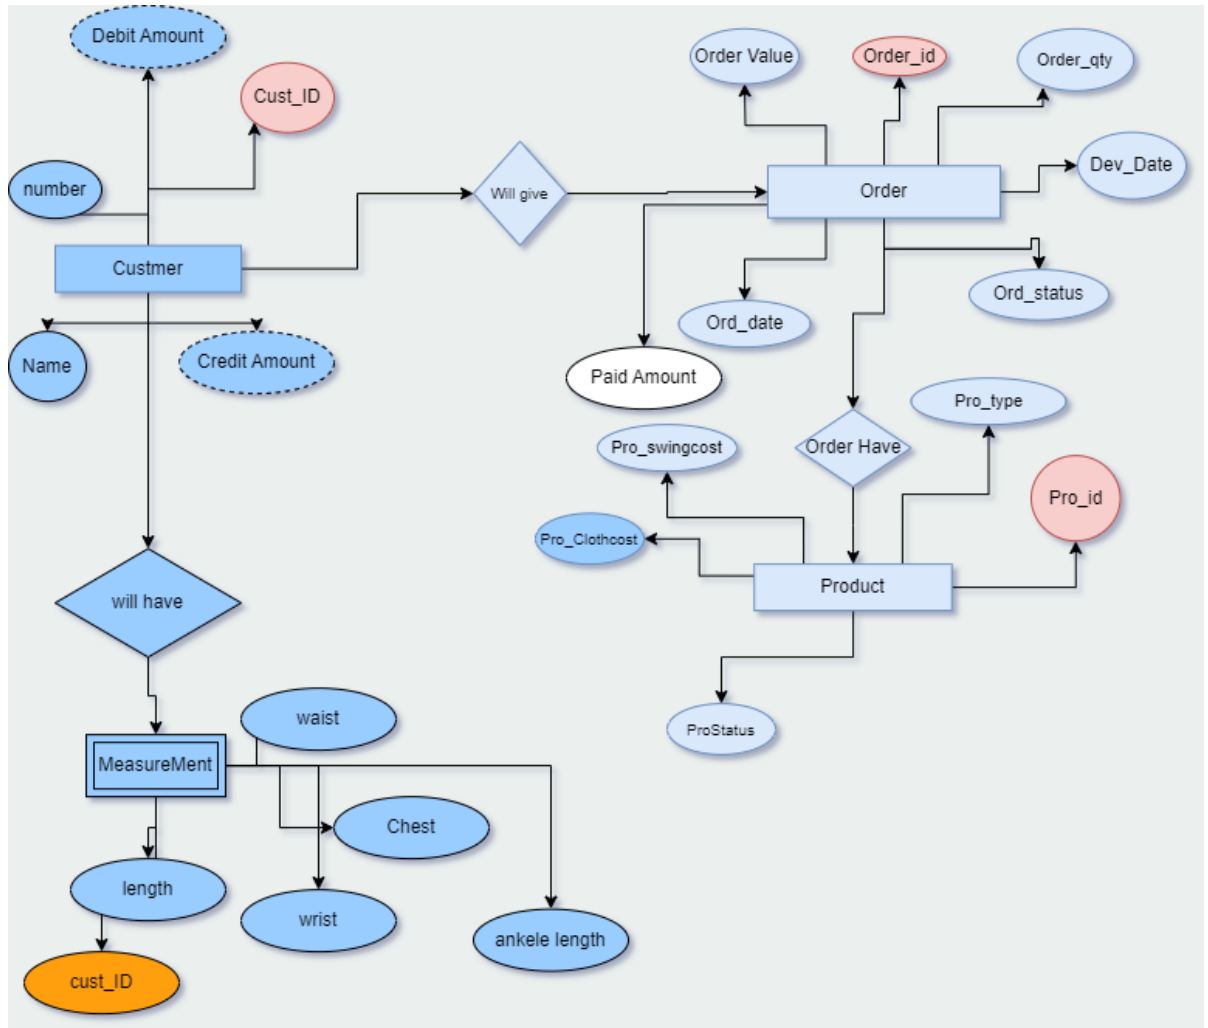 Debit Amount
Cust_ID
number
Custmer
Name
Credit Amount
Will give
Order Value
Order_id
Order_qty
Dev_Date
Order
Ord_status
Ord_date
Paid Amount
Order Have
Pro_type
Pro_swingcost
Pro_id
Pro_Clothcost
Product
ProStatus
will have
MeasureMent
waist
Chest
length
wrist
ankele length
cust_ID